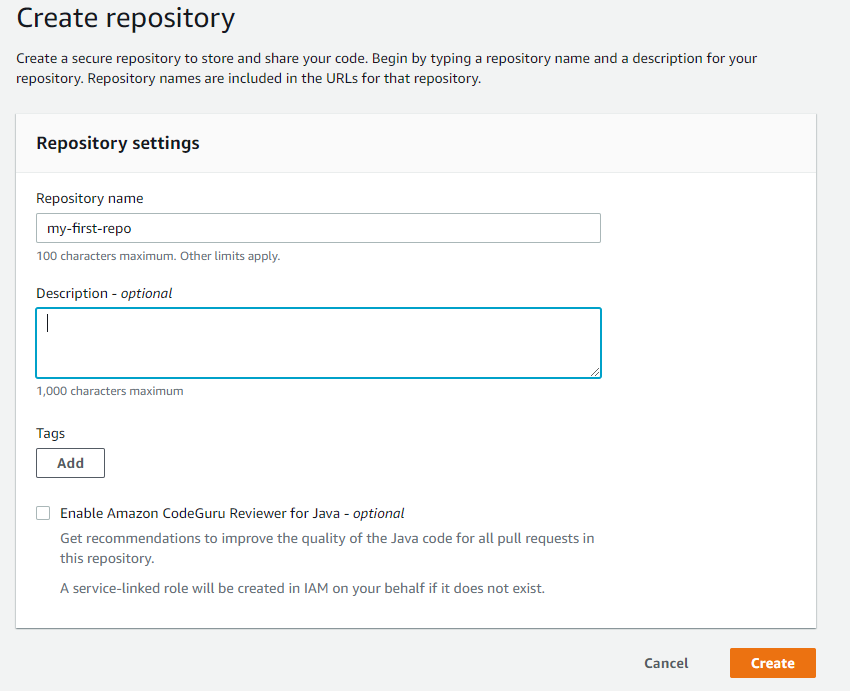 Create repository
Create a secure repository to store and share your code. Begin by typing a repository name and a description for your
repository. Repository names are included in the URLs for that repository.
Repository settings
Repository name
my-first-repo
100 characters maximum. Other limits apply.
Description - optional
1,000 characters maximum
Tags
Add
Enable Amazon CodeGuru Reviewer for Java - optional
Get recommendations to improve the quality of the Java code for all pull requests in
this repository.
A service-linked role will be created in IAM on your behalf if it does not exist.
Cancel Create